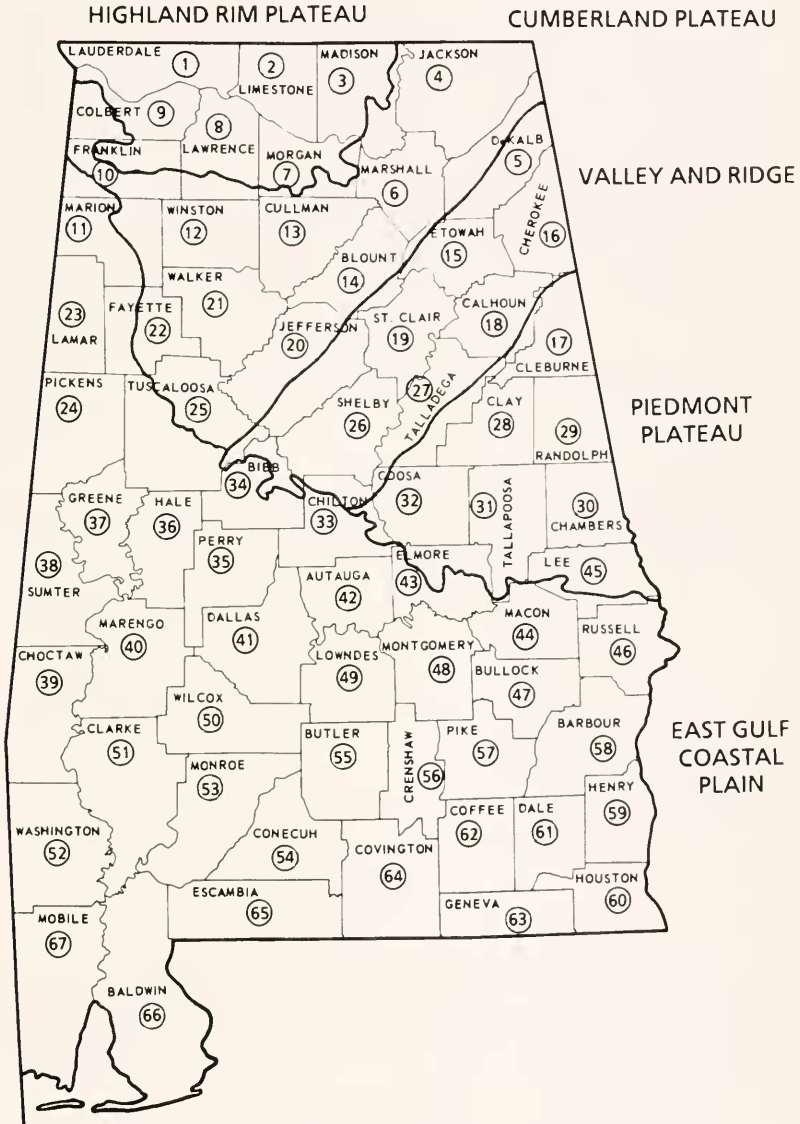 HIGHLAND RIM PLATEAU
CUMBERLAND PLATEAU
LAUDERDALE
1
2
LIMESTONE
MADISON
3
JACKSON
4
COLBERT
9
8
LAWRENCE
FRANKLIN
10
MORGAN
7
MARSHALL
6
DeKALB
5
VALLEY AND RIDGE
MARION
11
WINSTON
12
CULLMAN
13
BLOUNT
14
ETOWAH
15
CHEROKEE
16
WALKER
21
23
LAMAR
FAYETTE
22
JEFFERSON
20
ST. CLAIR
19
CALHOUN
18
17
CLEBURNE
PICKENS
24
TUSCALOOSA
25
SHELBY
26
27
TALLADEGA
CLAY
28
29
RANDOLPH
PIEDMONT
PLATEAU
BIBB
34
CHILTON
33
COOSA
32
31
TALLAPOOSA
30
CHAMBERS
GREENE
37
HALE
36
PERRY
35
38
SUMTER
AUTAUGA
42
ELMORE
43
LEE
45
MARENGO
40
DALLAS
41
MACON
44
RUSSELL
46
CHOCTAW
39
LOWNDES
49
MONTGOMERY
48
BULLOCK
47
WILCOX
50
CLARKE
51
MONROE
53
BUTLER
55
CRENSHAW
56
PIKE
57
BARBOUR
58
EAST GULF
COASTAL
PLAIN
HENRY
59
WASHINGTON
52
CONECUH
54
COVINGTON
64
COFFEE
62
DALE
61
HOUSTON
60
ESCAMBIA
65
GENEVA
63
MOBILE
67
BALDWIN
66